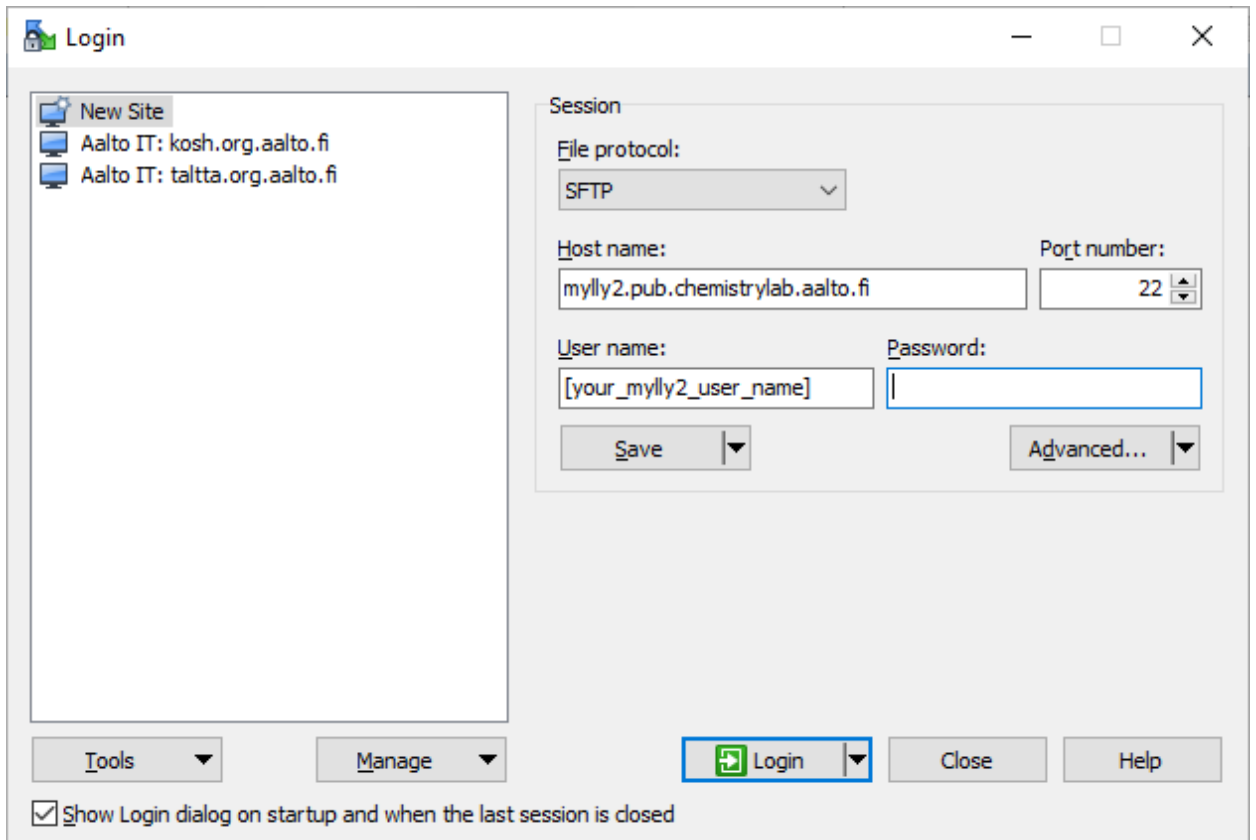 Login
New Site
Aalto IT: kosh.org.aalto.fi
Aalto IT: taltta.org.aalto.fi
Session
File protocol:
SFTP
Host name:
Port number:
mylly2.pub.chemistrylab.aalto.fi
22
User name:
Password:
[your_mylly2_user_name]
Save
Advanced...
Tools
Manage
Login
Close
Help
Show Login dialog on startup and when the last session is closed